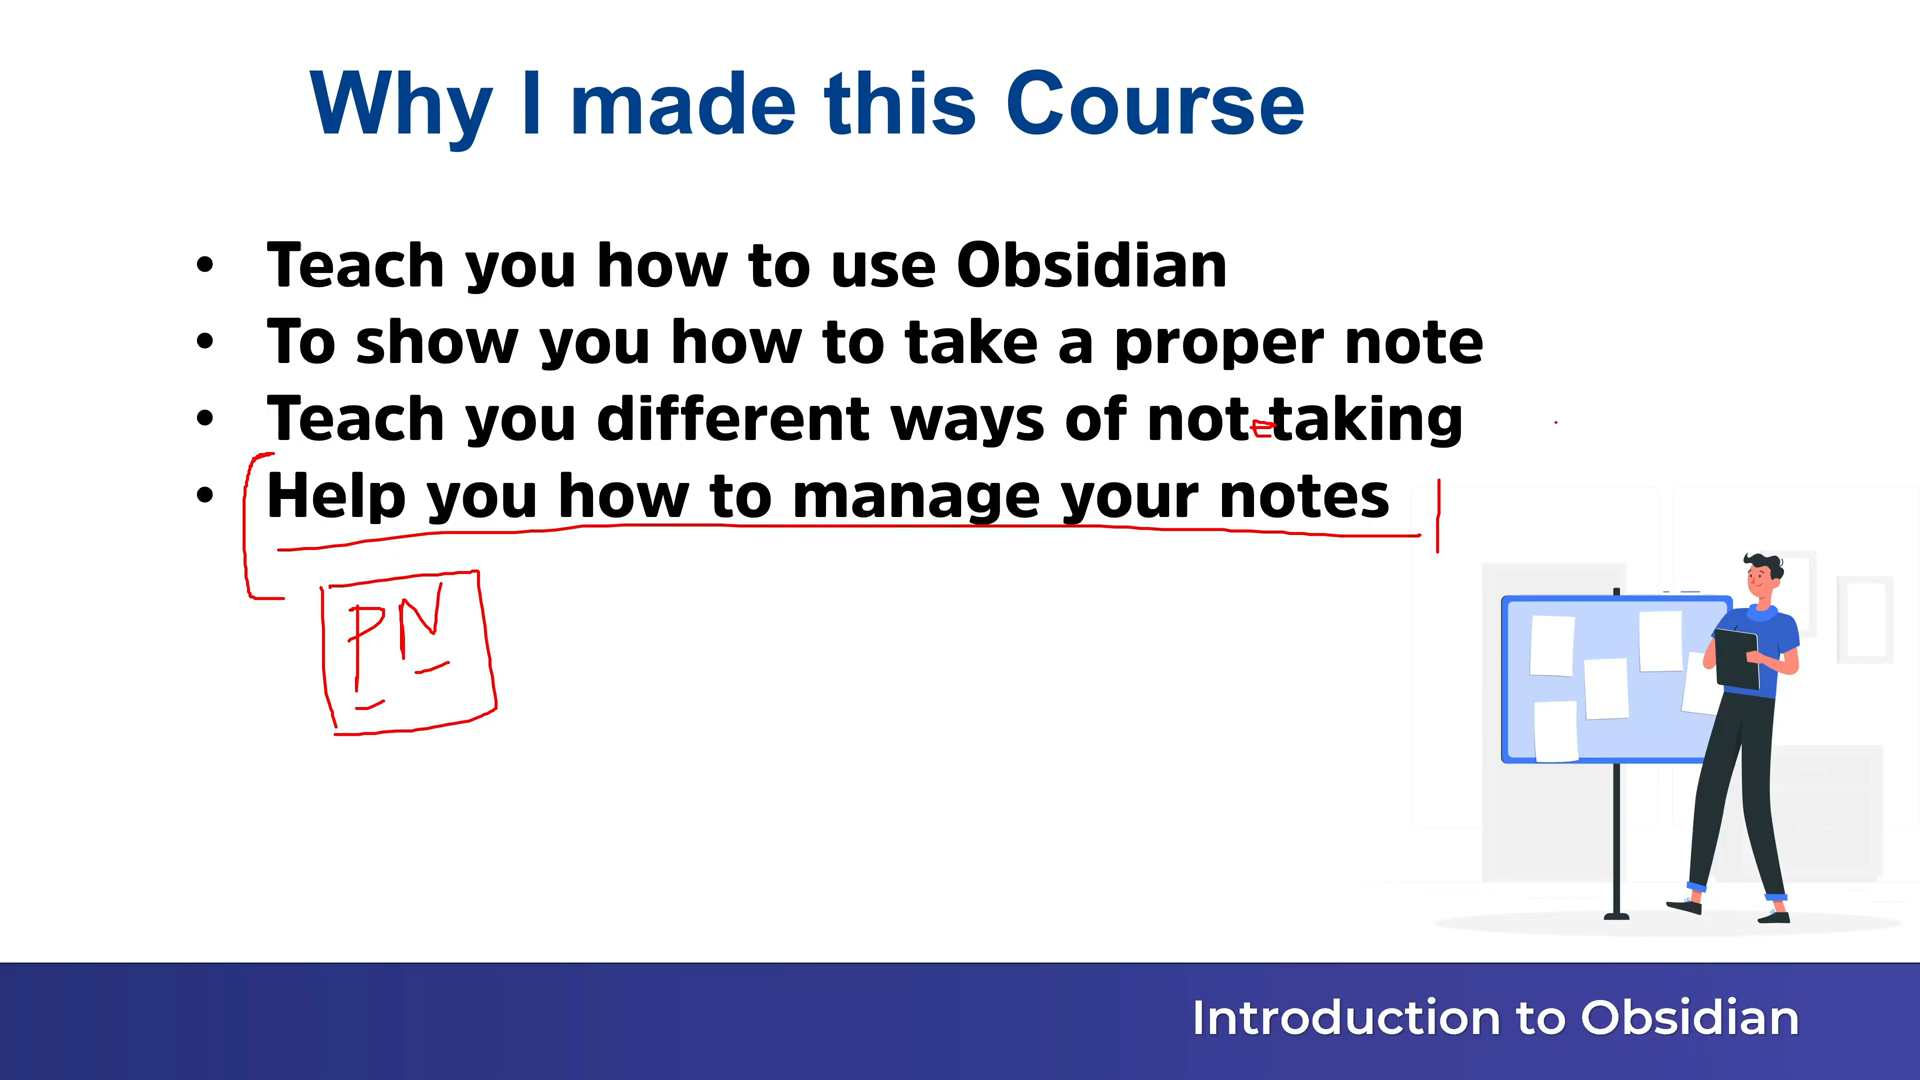 Why I made this Course
• Teach you how to use Obsidian
• To show you how to take a proper note
• Teach you different ways of note taking
• Help you how to manage your notes
PN
Introduction to Obsidian